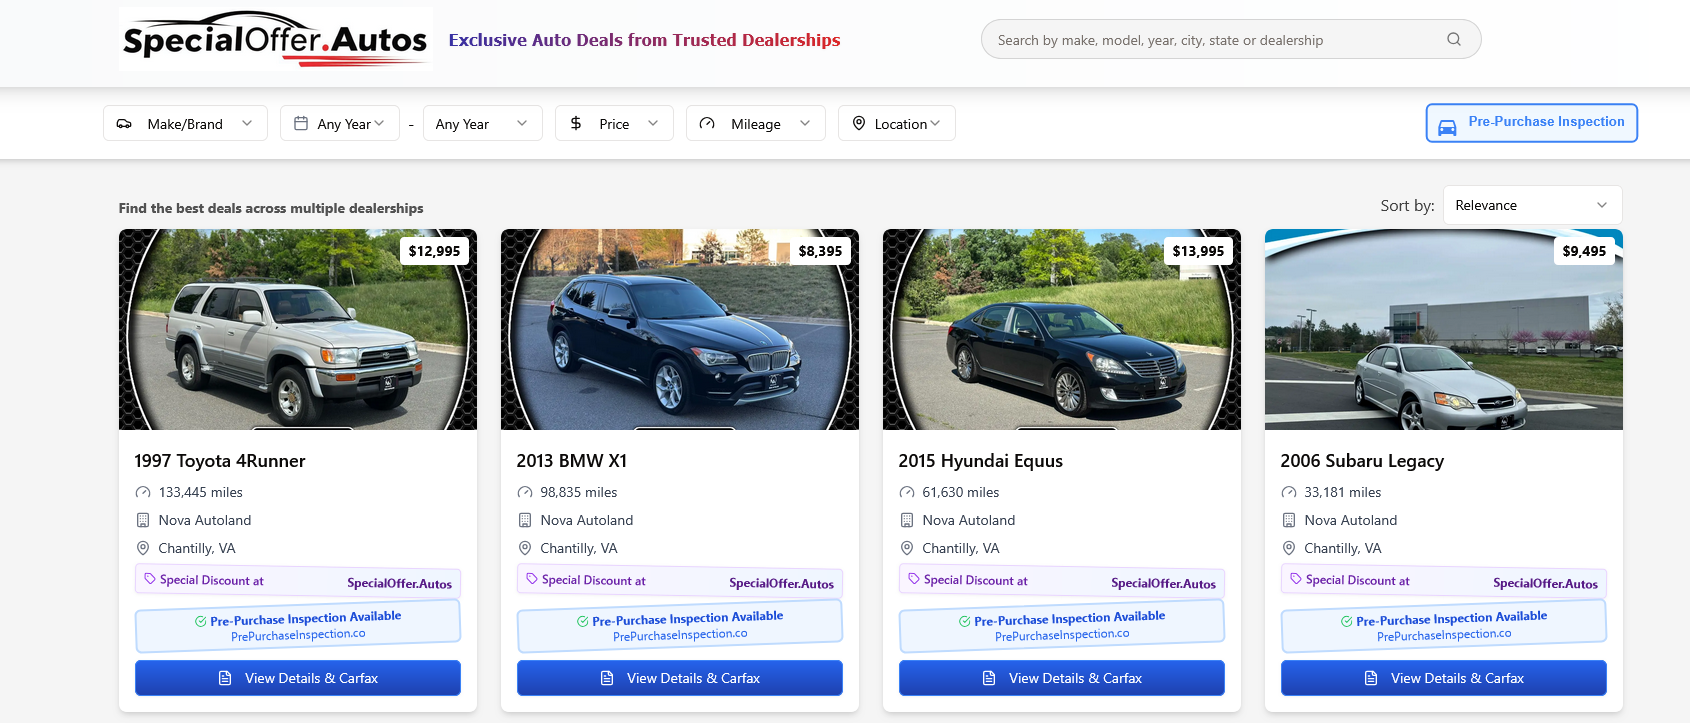 SpecialOffer.Autos
Exclusive Auto Deals from Trusted Dealerships
Search by make, model, year, city, state or dealership
Make/Brand
Any Year
-
Any Year
Price
Mileage
Location
Pre-Purchase Inspection
Find the best deals across multiple dealerships
Sort by:
Relevance
$12,995
1997 Toyota 4Runner
133,445 miles
Nova Autoland
Chantilly, VA
Special Discount at
SpecialOffer.Autos
Pre-Purchase Inspection Available
PrePurchaseInspection.co
View Details & Carfax
$8,395
2013 BMW X1
98,835 miles
Nova Autoland
Chantilly, VA
Special Discount at
SpecialOffer.Autos
Pre-Purchase Inspection Available
PrePurchaseInspection.co
View Details & Carfax
$13,995
2015 Hyundai Equus
61,630 miles
Nova Autoland
Chantilly, VA
Special Discount at
SpecialOffer.Autos
Pre-Purchase Inspection Available
PrePurchaseInspection.co
View Details & Carfax
$9,495
2006 Subaru Legacy
33,181 miles
Nova Autoland
Chantilly, VA
Special Discount at
SpecialOffer.Autos
Pre-Purchase Inspection Available
PrePurchaseInspection.co
View Details & Carfax